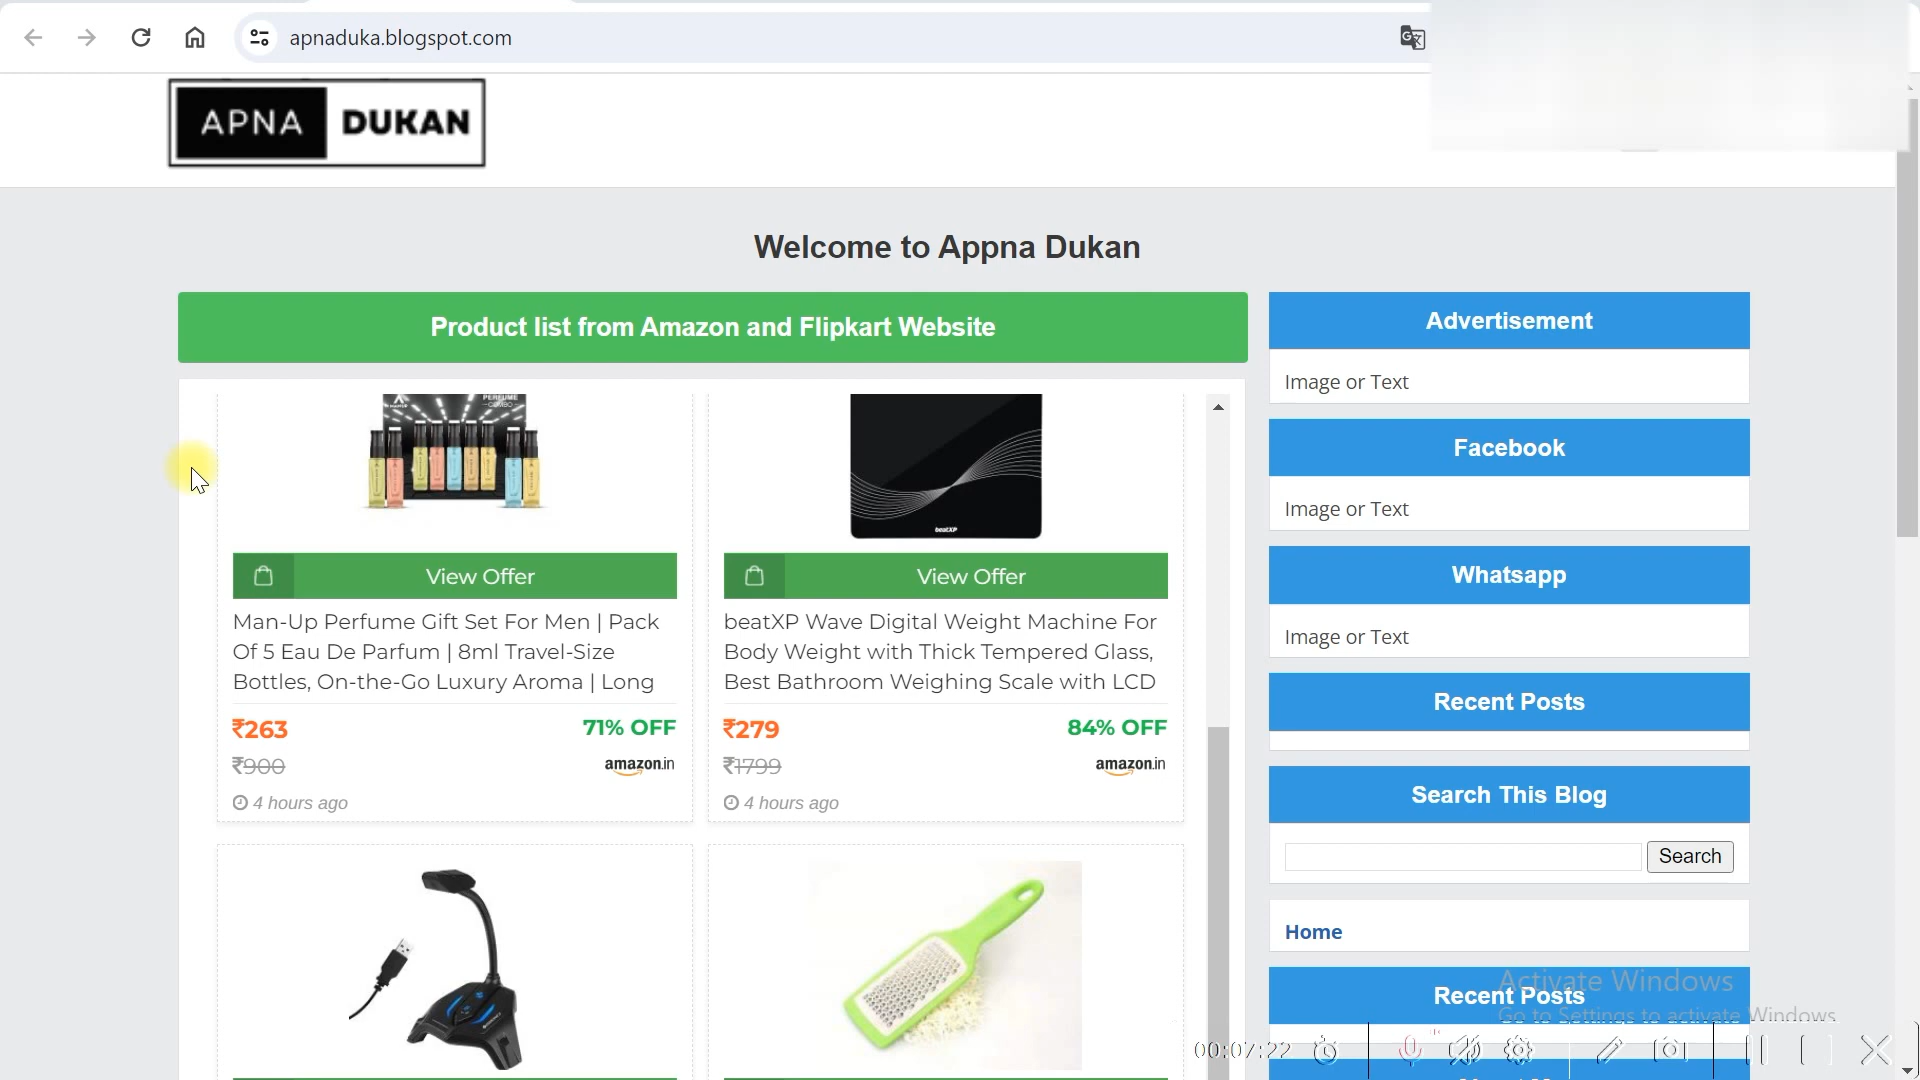 apnaduka.blogspot.com
APNA DUKAN
Welcome to Appna Dukan
Product list from Amazon and Flipkart Website
PERFUME
COMBO
beatXP
View Offer
Man-Up Perfume Gift Set For Men | Pack
Of 5 Eau De Parfum | 8ml Travel-Size
Bottles, On-the-Go Luxury Aroma | Long
₹263
71% OFF
₹900
amazon.in
4 hours ago
View Offer
beatXP Wave Digital Weight Machine For
Body Weight with Thick Tempered Glass,
Best Bathroom Weighing Scale with LCD
₹279
84% OFF
₹1799
amazon.in
4 hours ago
Advertisement
Image or Text
Facebook
Image or Text
Whatsapp
Image or Text
Recent Posts
Search This Blog
Search
Home
Recent Posts
Activate Windows
Go to Settings to activate Windows
00:07:22